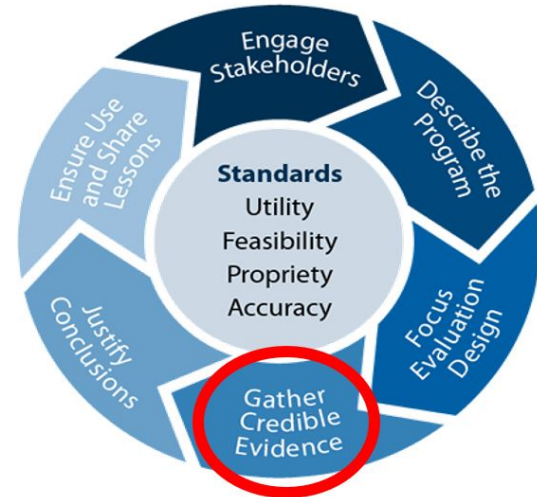 Engage
Stakeholders
Describe the
Program
Focus
Evaluation
Design
Gather
Credible
Evidence
Justify
Conclusions
Ensure Use
and Share
Lessons
Standards
Utility
Feasibility
Propriety
Accuracy